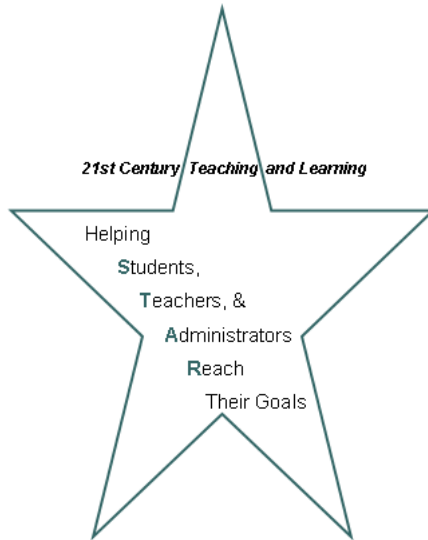 21st Century Teaching and Learning
Helping
Students,
Teachers, &
Administrators
Reach
Their Goals